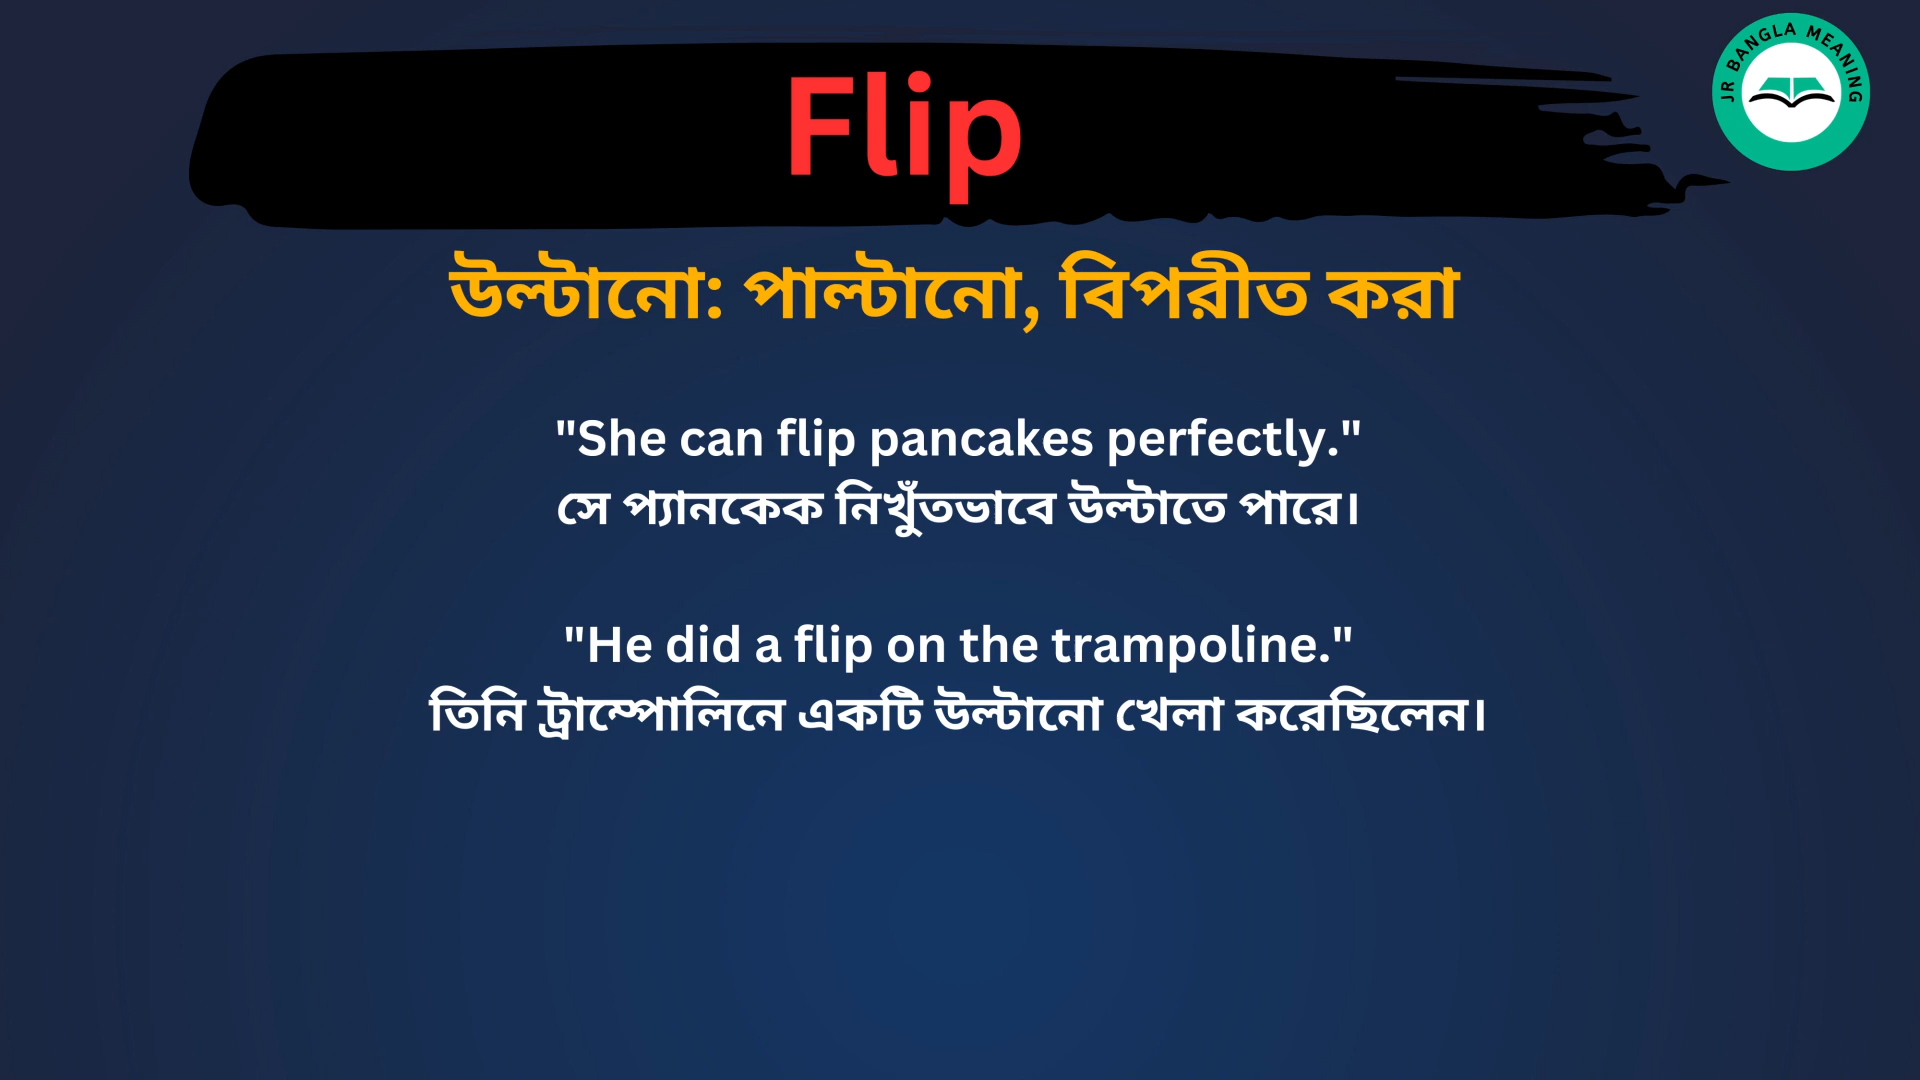 Flip
JR BANGLA MEANING
উল্টানো: পাল্টানো, বিপরীত করা
"She can flip pancakes perfectly."
সে প্যানকেক নিখুঁতভাবে উল্টাতে পারে।
"He did a flip on the trampoline."
তিনি ট্রাম্পোলিনে একটি উল্টানো খেলা করেছিলেন।